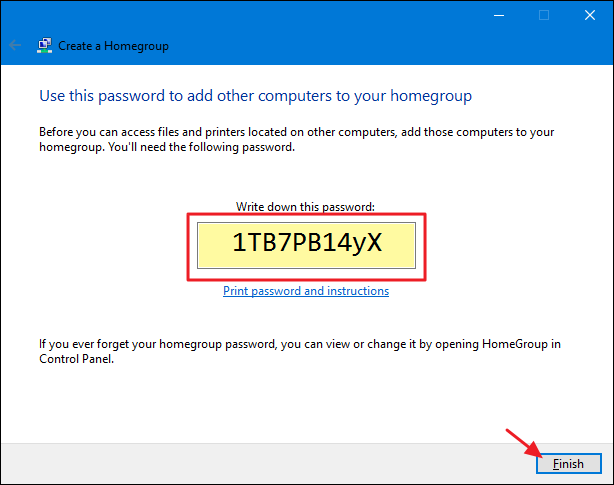 Create a Homegroup
Use this password to add other computers to your homegroup
Before you can access files and printers located on other computers, add those computers to your
homegroup. You'll need the following password.
Write down this password:
1TB7PB14yX
Print password and instructions
If you ever forget your homegroup password, you can view or change it by opening HomeGroup in
Control Panel.
Finish